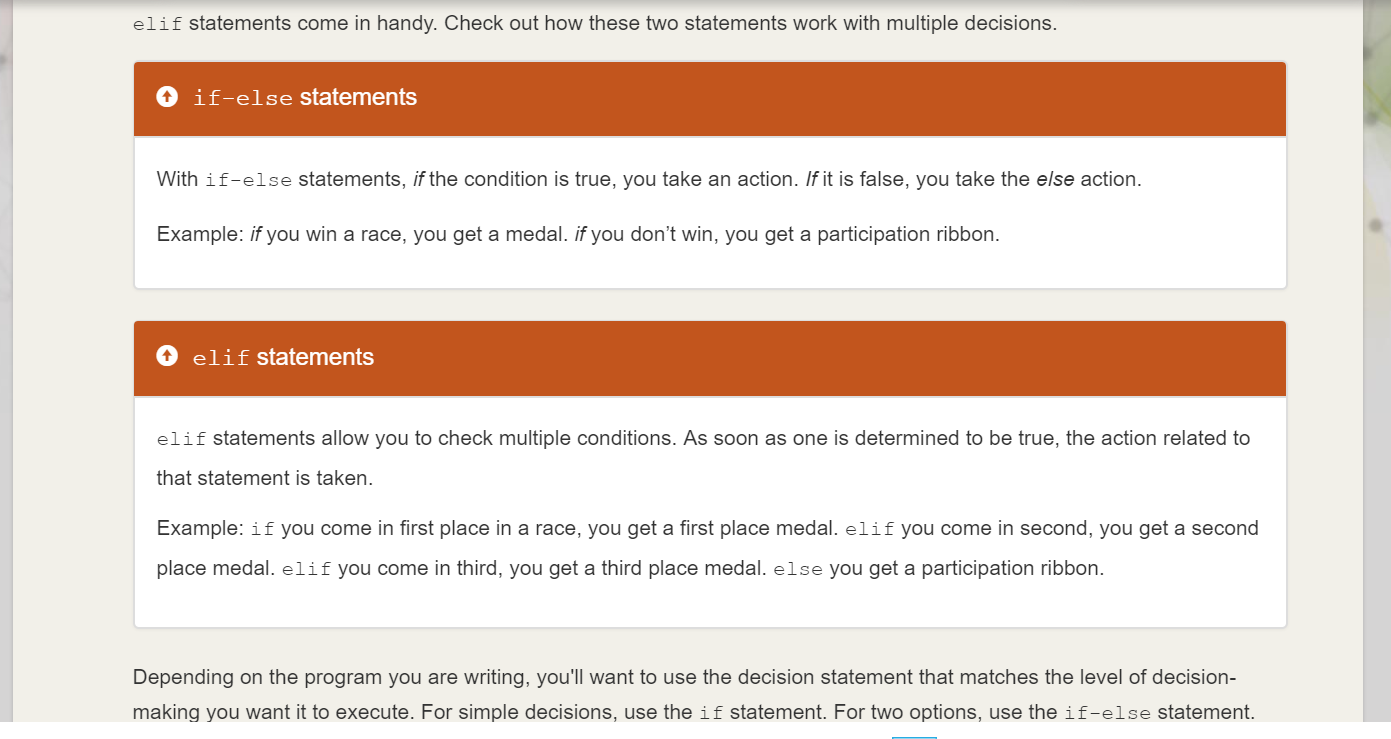 elif statements come in handy. Check out how these two statements work with multiple decisions.
if-else statements
With if-else statements, if the condition is true, you take an action. If it is false, you take the else action.
Example: if you win a race, you get a medal. if you don’t win, you get a participation ribbon.
elif statements
elif statements allow you to check multiple conditions. As soon as one is determined to be true, the action related to
that statement is taken.
Example: if you come in first place in a race, you get a first place medal. elif you come in second, you get a second
place medal. elif you come in third, you get a third place medal. else you get a participation ribbon.
Depending on the program you are writing, you'll want to use the decision statement that matches the level of decision-
making you want it to execute. For simple decisions, use the if statement. For two options, use the if-else statement.